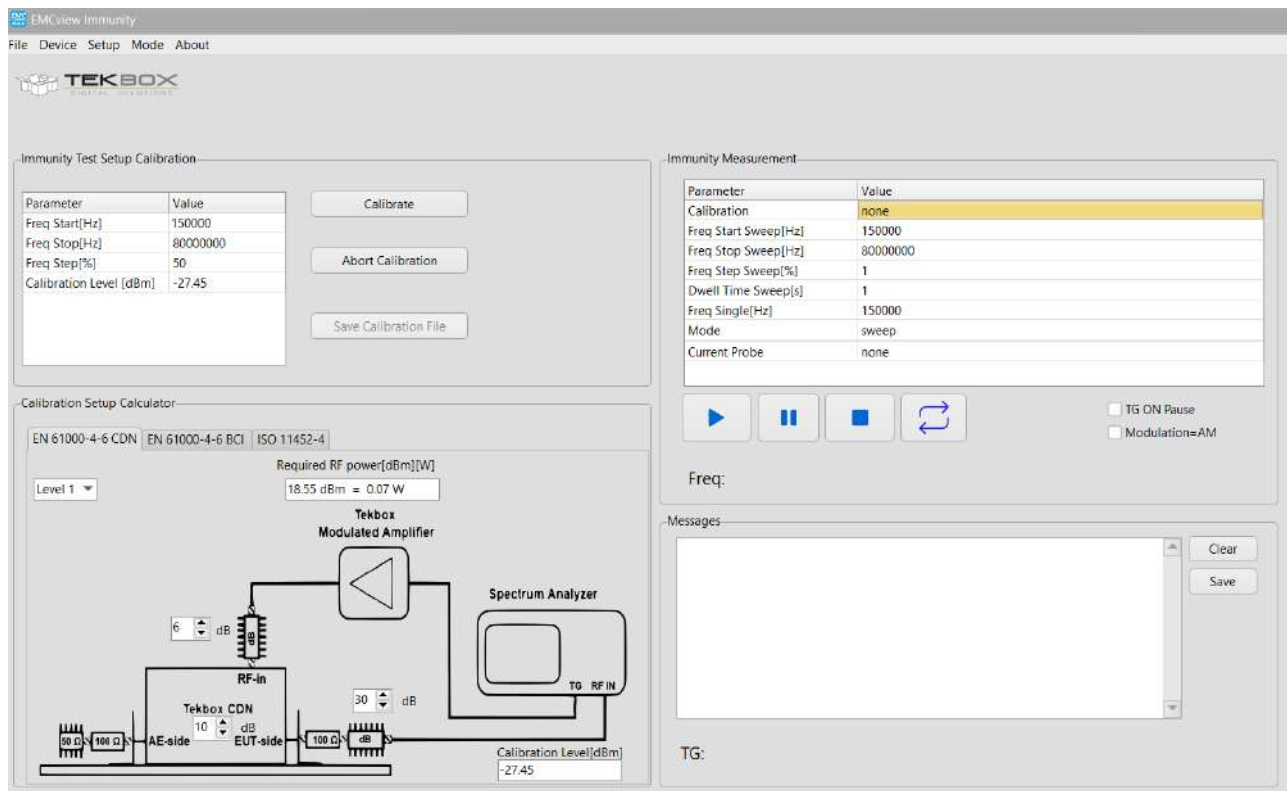 EMCview Immunity
File Device Setup Mode About
TEKBOX
DIGITAL SOLUTIONS
Immunity Test Setup Calibration
Parameter Value
Freq Start[Hz] 150000
Freq Stop[Hz] 80000000
Freq Step[%] 50
Calibration Level [dBm] -27.45
Calibrate
Abort Calibration
Save Calibration File
Calibration Setup Calculator
EN 61000-4-6 CDN EN 61000-4-6 BCI ISO 11452-4
Required RF power[dBm][W]
Level 1 18.55 dBm = 0.07 W
Tekbox
Modulated Amplifier
Spectrum Analyzer
6 dB
dB
RF-in
TG RF IN
30 dB
Tekbox CDN
10 dB
50 Ω 100 Ω AE-side EUT-side 100 Ω dB
Calibration Level[dBm]
-27.45
Immunity Measurement
Parameter Value
Calibration none
Freq Start Sweep[Hz] 150000
Freq Stop Sweep[Hz] 80000000
Freq Step Sweep[%] 1
Dwell Time Sweep[s] 1
Freq Single[Hz] 150000
Mode sweep
Current Probe none
TG ON Pause
Modulation=AM
Freq:
Messages
Clear
Save
TG: